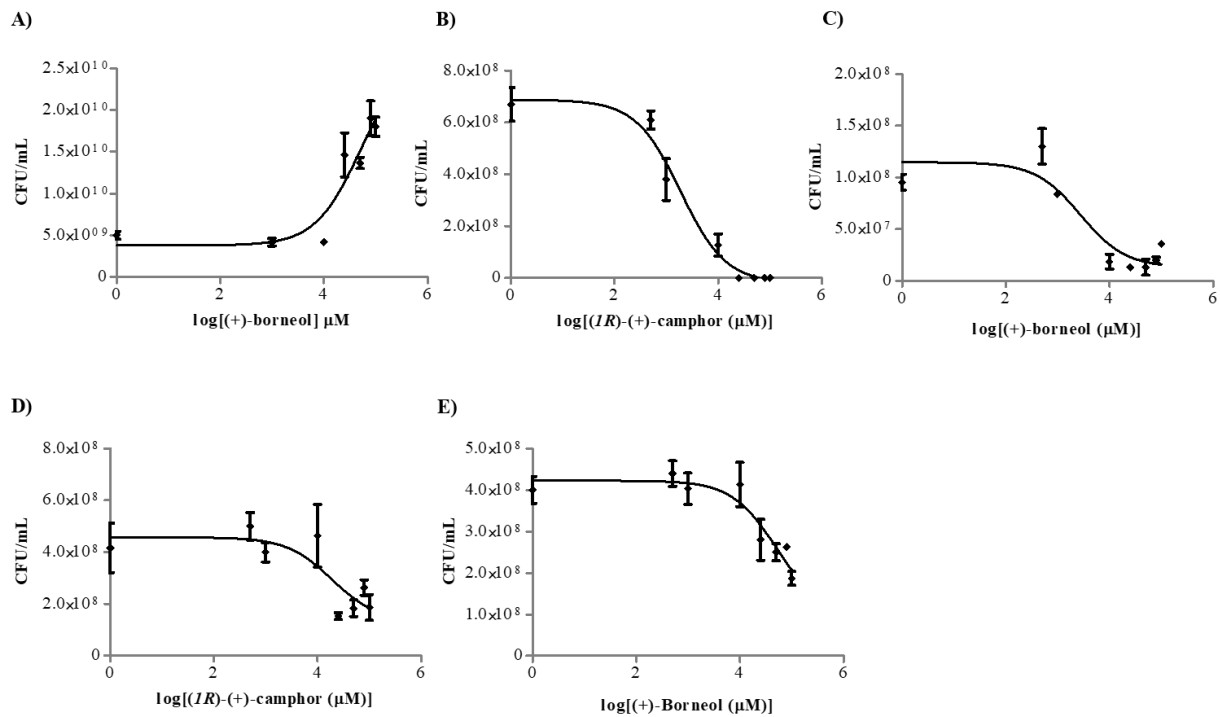 A)
B)
C)
2.5x10¹⁰
2.0x10¹⁰
1.5x10¹⁰
1.0x10¹⁰
5.0x10⁰⁹
0
CFU/mL
0 2 4 6
log[(+)-borneol] µM
8.0x10⁸
6.0x10⁸
4.0x10⁸
2.0x10⁸
0
CFU/mL
0 2 4 6
log[(1R)-(+)-camphor (µM)]
2.0x10⁸
1.5x10⁸
1.0x10⁸
5.0x10⁷
0
CFU/mL
0 2 4 6
log[(+)-borneol (µM)]
D)
E)
8.0x10⁸
6.0x10⁸
4.0x10⁸
2.0x10⁸
0
CFU/mL
0 2 4 6
log[(1R)-(+)-camphor (µM)]
5.0x10⁸
4.0x10⁸
3.0x10⁸
2.0x10⁸
1.0x10⁸
0
CFU/mL
0 2 4 6
log[(+)-Borneol (µM)]